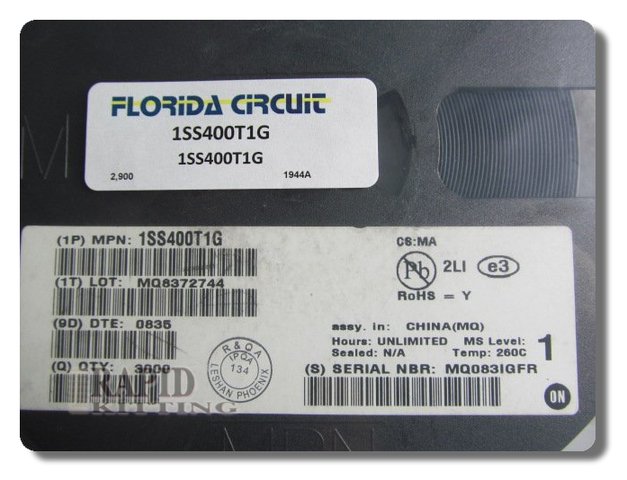 FLORIDA CIRCUIT
1SS400T1G
1SS400T1G
2,900 1944A
M
(1P) MPN: 1SS400T1G
(1T) LOT: MQ8372744
(9D) DTE: 0835
(Q) QTY: 3000
R & QA
IPQA
134
LESHAN PHOENIX
CS:MA
Pb 2LI e3
RoHS = Y
assy. in: CHINA(MQ)
Hours: UNLIMITED MS Level: 1
Sealed: N/A Temp: 260C
(S) SERIAL NBR: MQ083IGFR
ON
RAPID
KITTING